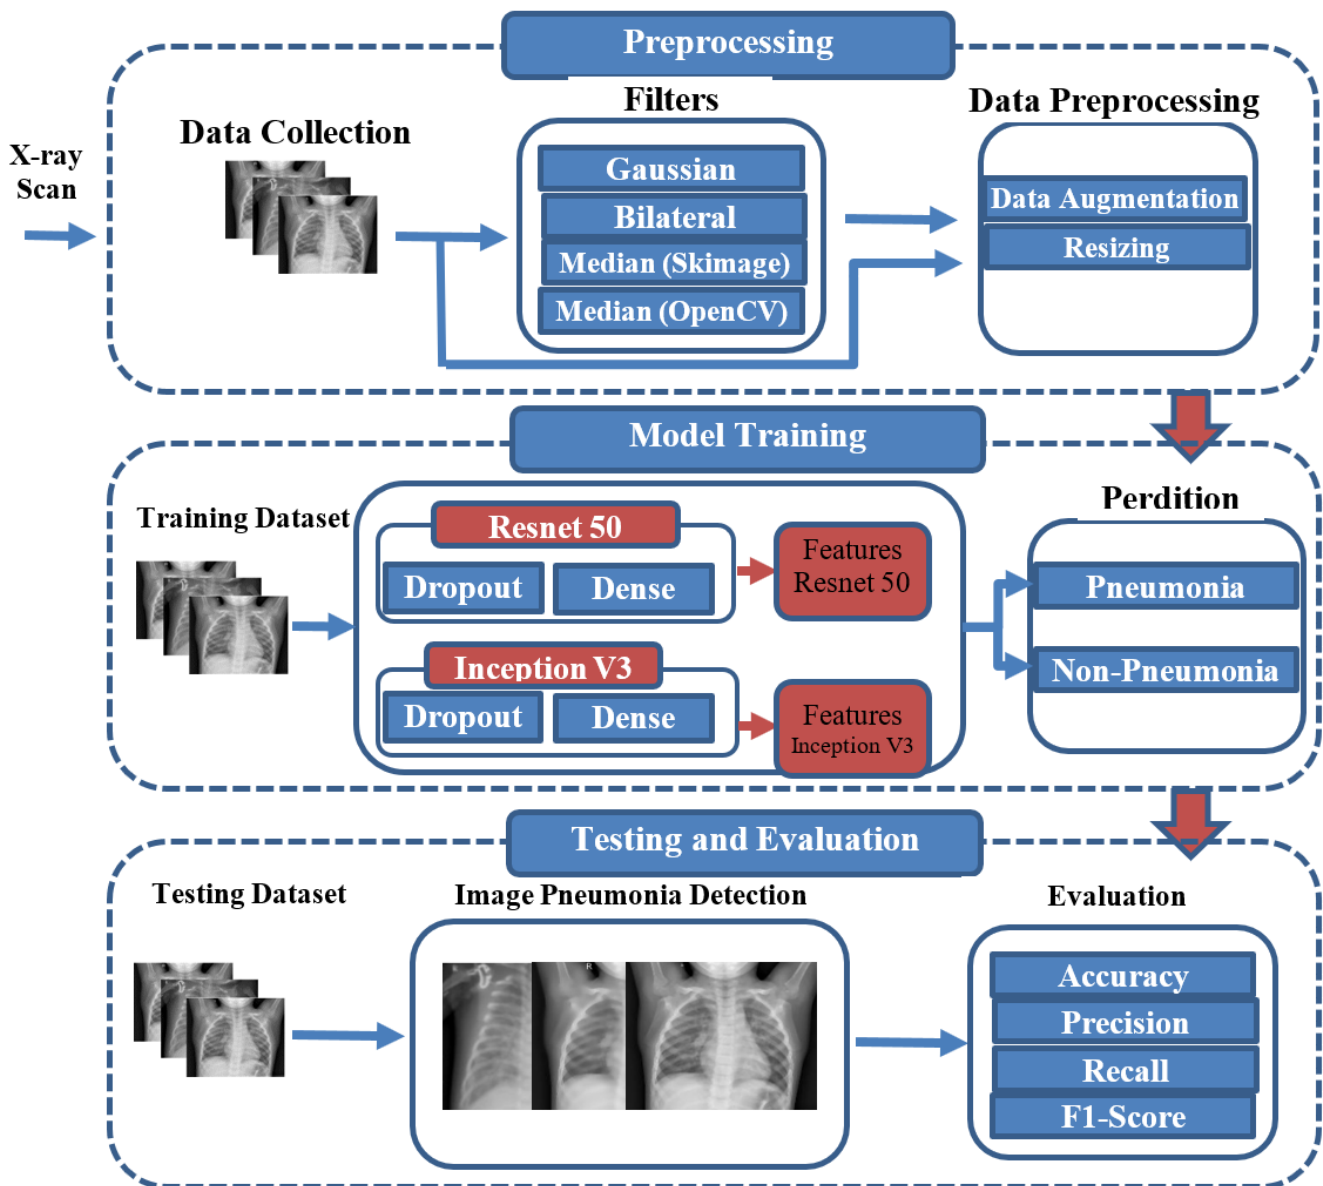 Preprocessing
X-ray
Scan
Data Collection
Filters
Gaussian
Bilateral
Median (Skimage)
Median (OpenCV)
Data Preprocessing
Data Augmentation
Resizing
Model Training
Training Dataset
Resnet 50
Dropout
Dense
Features
Resnet 50
Inception V3
Dropout
Dense
Features
Inception V3
Perdition
Pneumonia
Non-Pneumonia
Testing and Evaluation
Testing Dataset
Image Pneumonia Detection
R
Evaluation
Accuracy
Precision
Recall
F1-Score